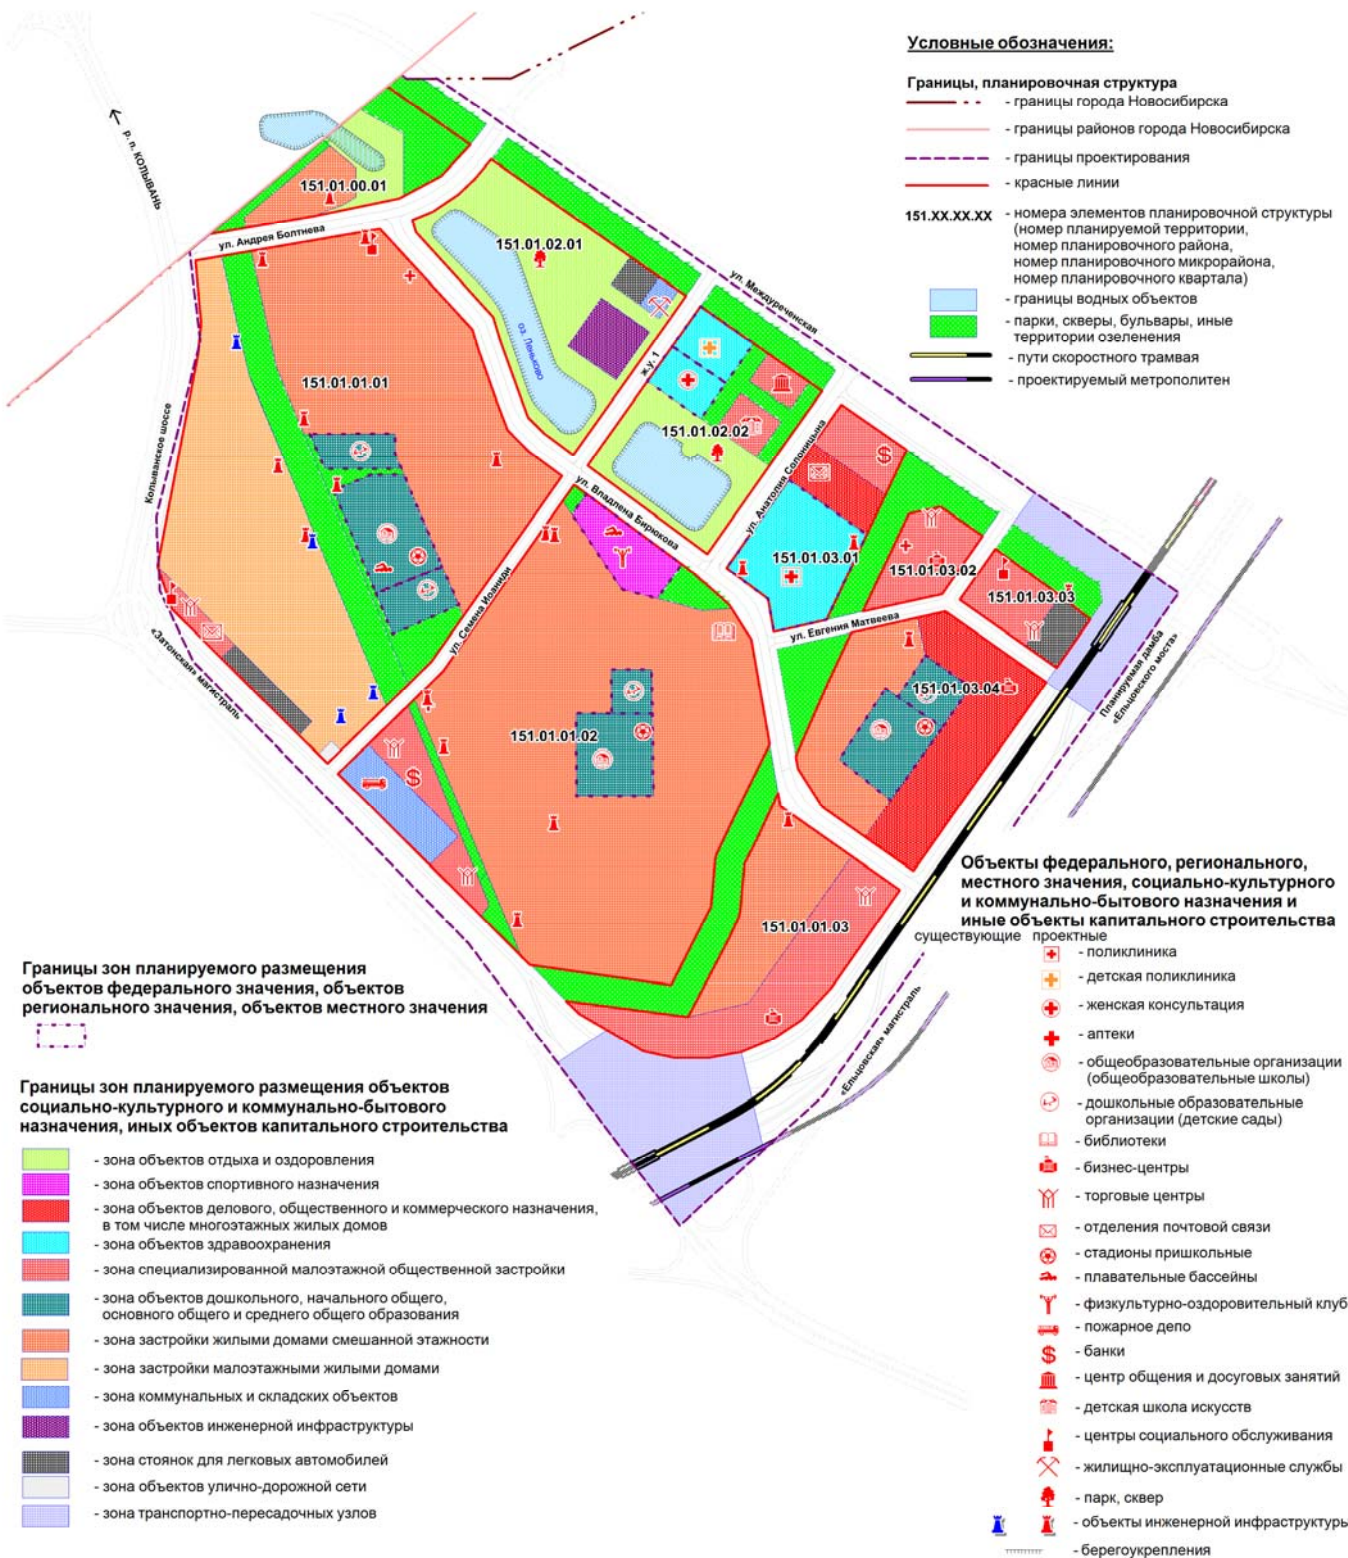 Условные обозначения:
Границы, планировочная структура
- границы города Новосибирска
- границы районов города Новосибирска
- границы проектирования
- красные линии
151.XX.XX.XX - номера элементов планировочной структуры
(номер планируемой территории,
номер планировочного района,
номер планировочного микрорайона,
номер планировочного квартала)
- границы водных объектов
- парки, скверы, бульвары, иные
территории озеленения
- пути скоростного трамвая
- проектируемый метрополитен
р. п. КОЛЫВАНЬ
151.01.00.01
ул. Андрея Болтнева
151.01.02.01
ул. Междуреченская
оз. Леньково
ж.у. 1
151.01.01.01
Колыванское шоссе
151.01.02.02
ул. Анатолия Солоницына
ул. Владлена Бирюкова
151.01.03.01
151.01.03.02
151.01.03.03
ул. Семена Иоаниди
ул. Евгения Матвеева
«Затонская» магистраль
Планируемая дамба
«Ельцовского моста»
151.01.03.04
151.01.01.02
151.01.01.03
«Ельцовская» магистраль
Объекты федерального, регионального,
местного значения, социально-культурного
и коммунально-бытового назначения и
иные объекты капитального строительства
существующие проектные
- поликлиника
- детская поликлиника
- женская консультация
- аптеки
- общеобразовательные организации
(общеобразовательные школы)
- дошкольные образовательные
организации (детские сады)
- библиотеки
- бизнес-центры
- торговые центры
- отделения почтовой связи
- стадионы пришкольные
- плавательные бассейны
- физкультурно-оздоровительный клуб
- пожарное депо
- банки
- центр общения и досуговых занятий
- детская школа искусств
- центры социального обслуживания
- жилищно-эксплуатационные службы
- парк, сквер
- объекты инженерной инфраструктуры
- берегоукрепления
Границы зон планируемого размещения
объектов федерального значения, объектов
регионального значения, объектов местного значения
Границы зон планируемого размещения объектов
социально-культурного и коммунально-бытового
назначения, иных объектов капитального строительства
- зона объектов отдыха и оздоровления
- зона объектов спортивного назначения
- зона объектов делового, общественного и коммерческого назначения,
в том числе многоэтажных жилых домов
- зона объектов здравоохранения
- зона специализированной малоэтажной общественной застройки
- зона объектов дошкольного, начального общего,
основного общего и среднего общего образования
- зона застройки жилыми домами смешанной этажности
- зона застройки малоэтажными жилыми домами
- зона коммунальных и складских объектов
- зона объектов инженерной инфраструктуры
- зона стоянок для легковых автомобилей
- зона объектов улично-дорожной сети
- зона транспортно-пересадочных узлов